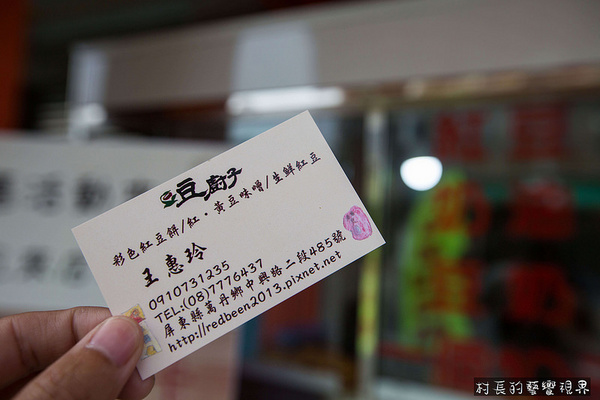 豆廚子
彩色紅豆餅/紅‧黃豆味噌/生鮮紅豆
王惠玲
0910731235
TEL:(08)7776437
屏東縣萬丹鄉中興路二段485號
http://redbeen2013.pixnet.net
村長的藝響視界